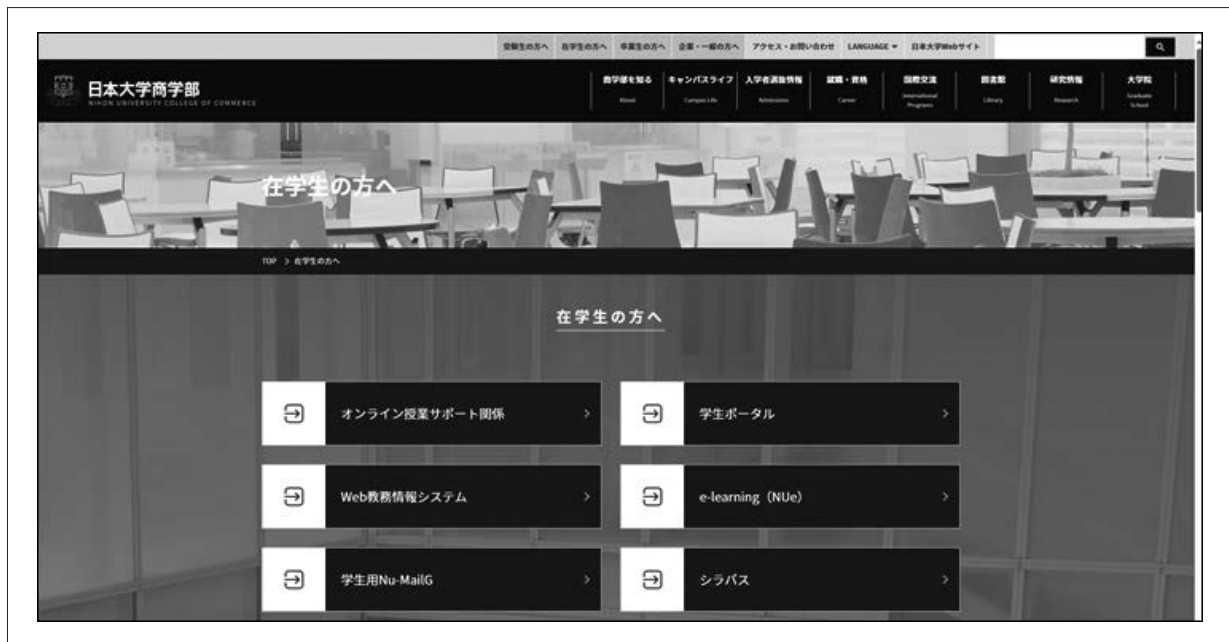 受験生の方へ 在学生の方へ 卒業生の方へ 企業・一般の方へ アクセス・お問い合わせ LANGUAGE 日本大学Webサイト
日本大学商学部
NIHON UNIVERSITY COLLEGE OF COMMERCE
商学部を知る キャンパスライフ 入学者選抜情報 就職・資格 国際交流 図書館 研究情報 大学院
About Campus Life Admissions Career International Programs Library Research Graduate School
在学生の方へ
TOP > 在学生の方へ
在学生の方へ
オンライン授業サポート関係
学生ポータル
Web教務情報システム
e-learning（NUe）
学生用Nu-MailG
シラバス